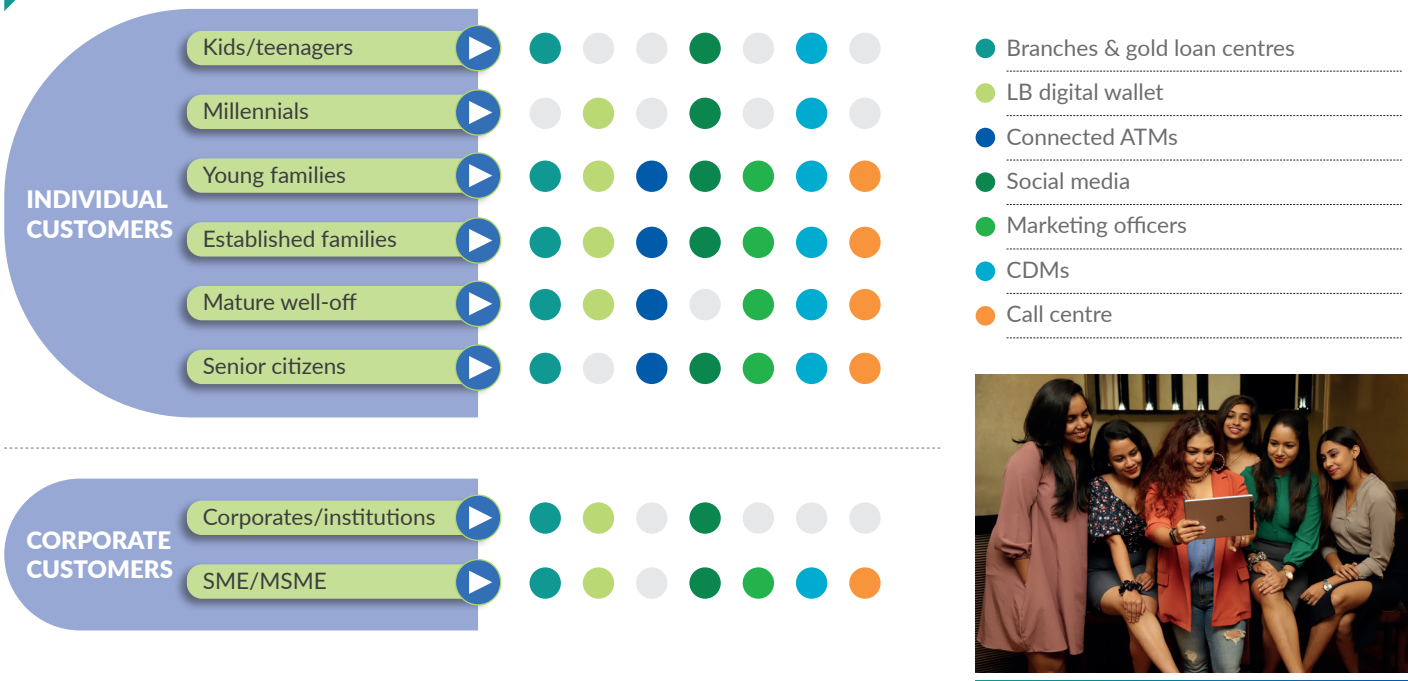 Kids/teenagers
Millennials
Young families
INDIVIDUAL
CUSTOMERS
Established families
Mature well-off
Senior citizens
CORPORATE
CUSTOMERS
Corporates/institutions
SME/MSME
Branches & gold loan centres
LB digital wallet
Connected ATMs
Social media
Marketing officers
CDMs
Call centre